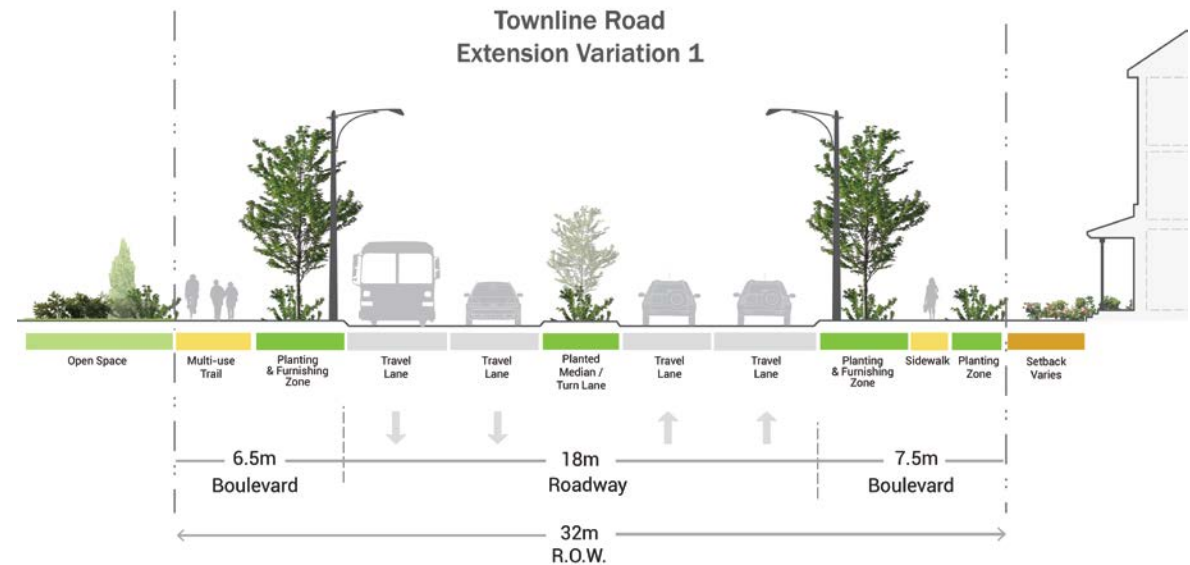 Townline Road
Extension Variation 1
Open Space
Multi-use
Trail
Planting
& Furnishing
Zone
Travel
Lane
Travel
Lane
Planted
Median /
Turn Lane
Travel
Lane
Travel
Lane
Planting
& Furnishing
Zone
Sidewalk
Planting
Zone
Setback
Varies
6.5m
Boulevard
18m
Roadway
7.5m
Boulevard
32m
R.O.W.